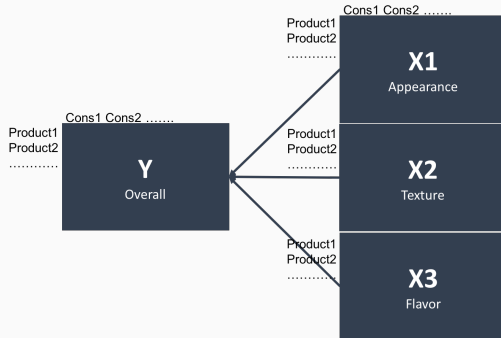 Cons1 Cons2 …….
Product1
Product2
…………
X1
Appearance
Cons1 Cons2 …….
Product1
Product2
…………
Y
Overall
Product1
Product2
…………
X2
Texture
Product1
Product2
…………
X3
Flavor